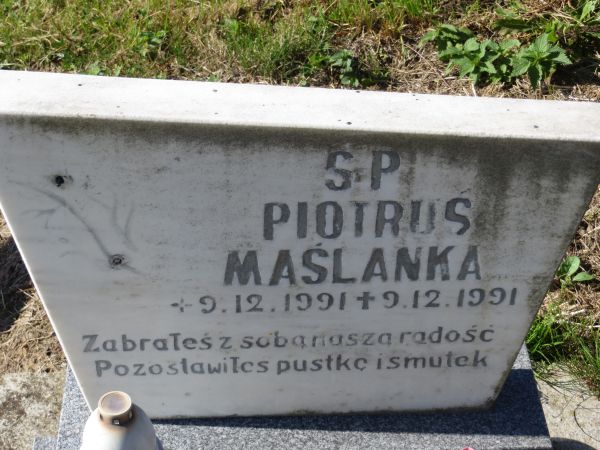 Ś P
PIOTRUŚ
MAŚLANKA
+9.12.1991 +9.12.1991
Zabrałeś z sobą naszą radość
Pozostawiłeś pustkę i smutek